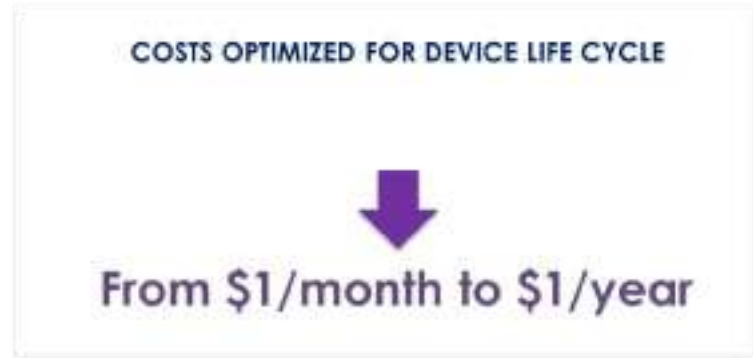 COSTS OPTIMIZED FOR DEVICE LIFE CYCLE
From $1/month to $1/year